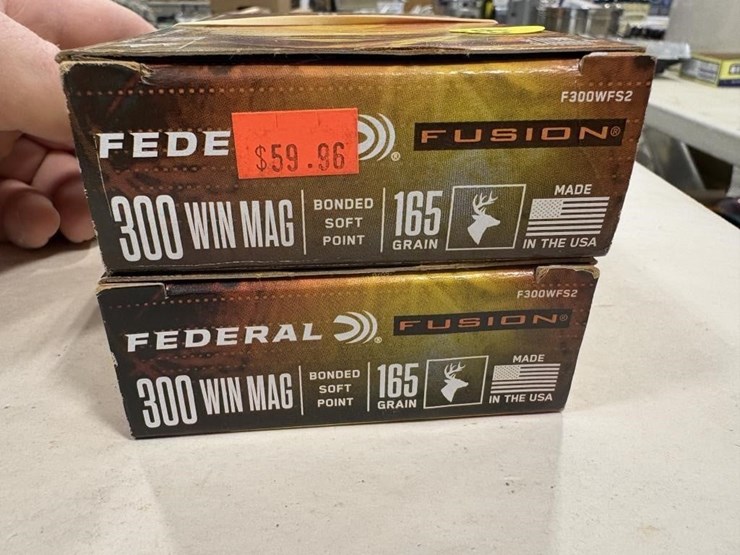 F300WFS2
FEDE $59.96 FUSION®
300 WIN MAG BONDED SOFT POINT 165 GRAIN MADE IN THE USA
F300WFS2
FEDERAL ® FUSION®
300 WIN MAG BONDED SOFT POINT 165 GRAIN MADE IN THE USA